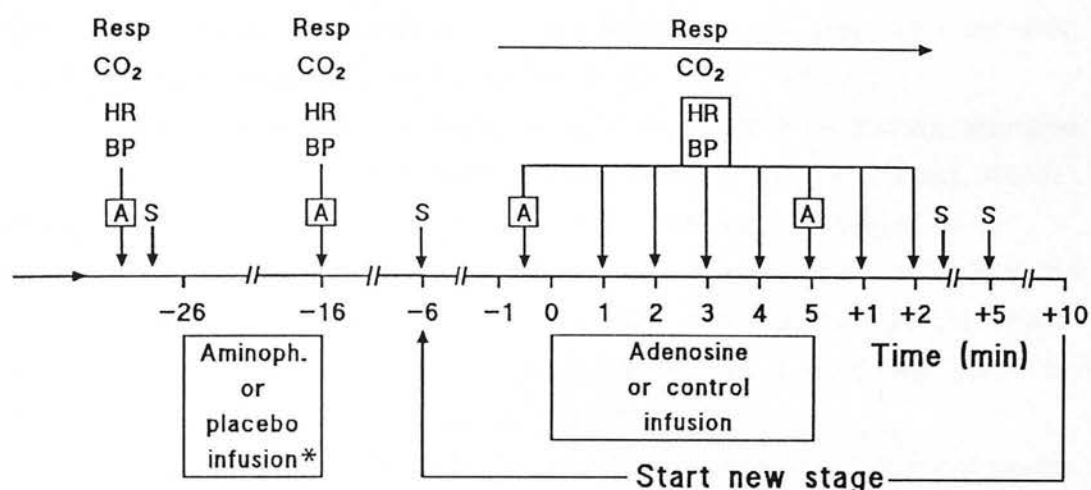 Resp Resp Resp
CO₂ CO₂ CO₂
HR HR HR
BP BP BP
A S A S A A S S
−26 −16 −6 −1 0 1 2 3 4 5 +1 +2 +5 +10
Aminoph. Adenosine Time (min)
or or control
placebo infusion
infusion*
Start new stage